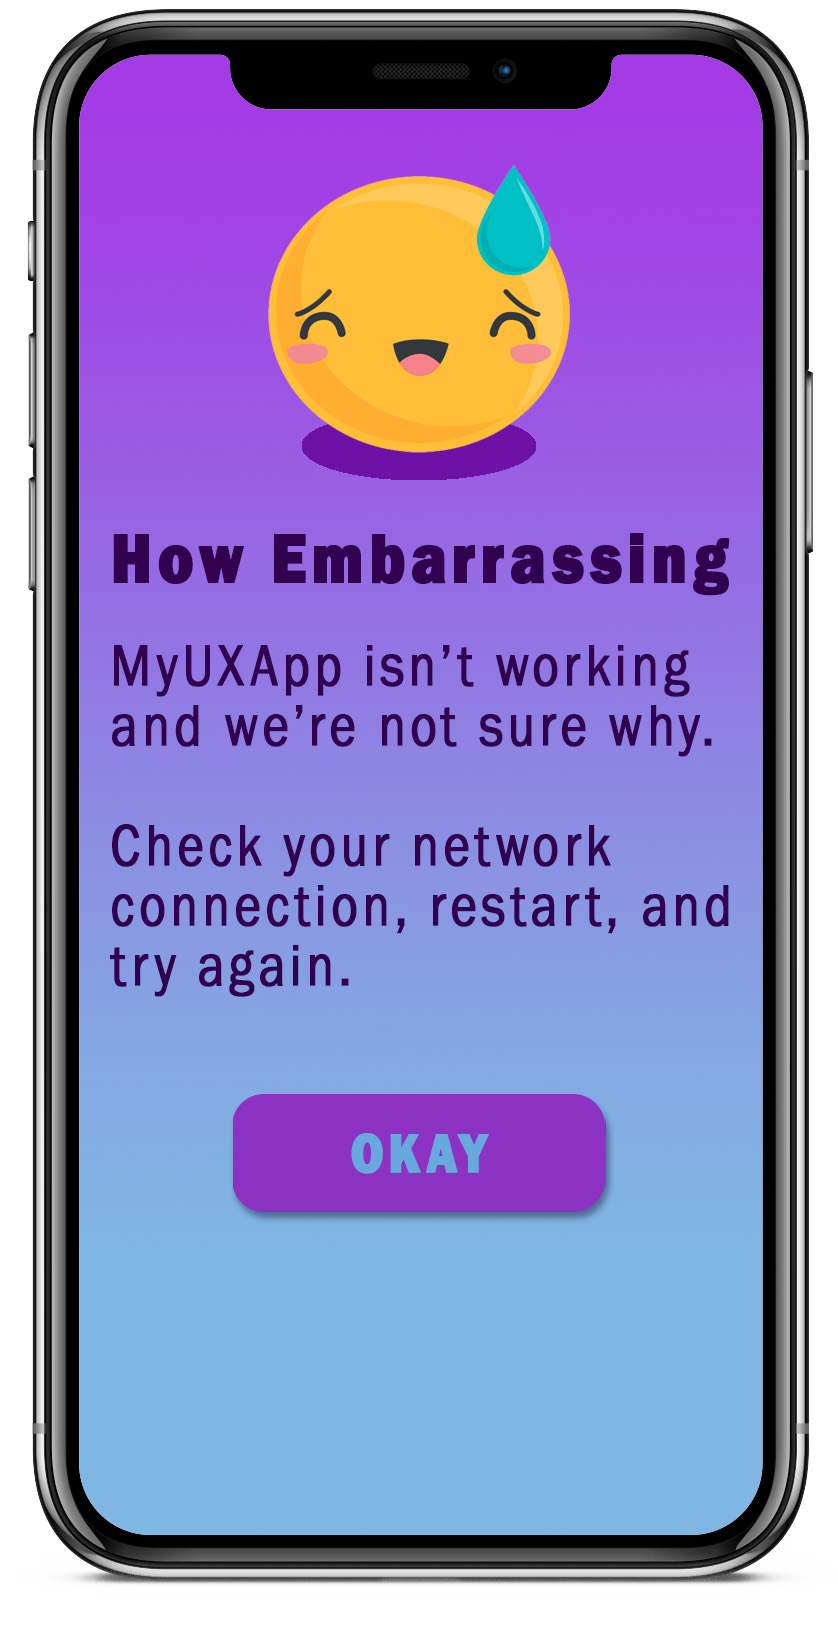 How Embarrassing
MyUXApp isn’t working
and we’re not sure why.
Check your network
connection, restart, and
try again.
OKAY